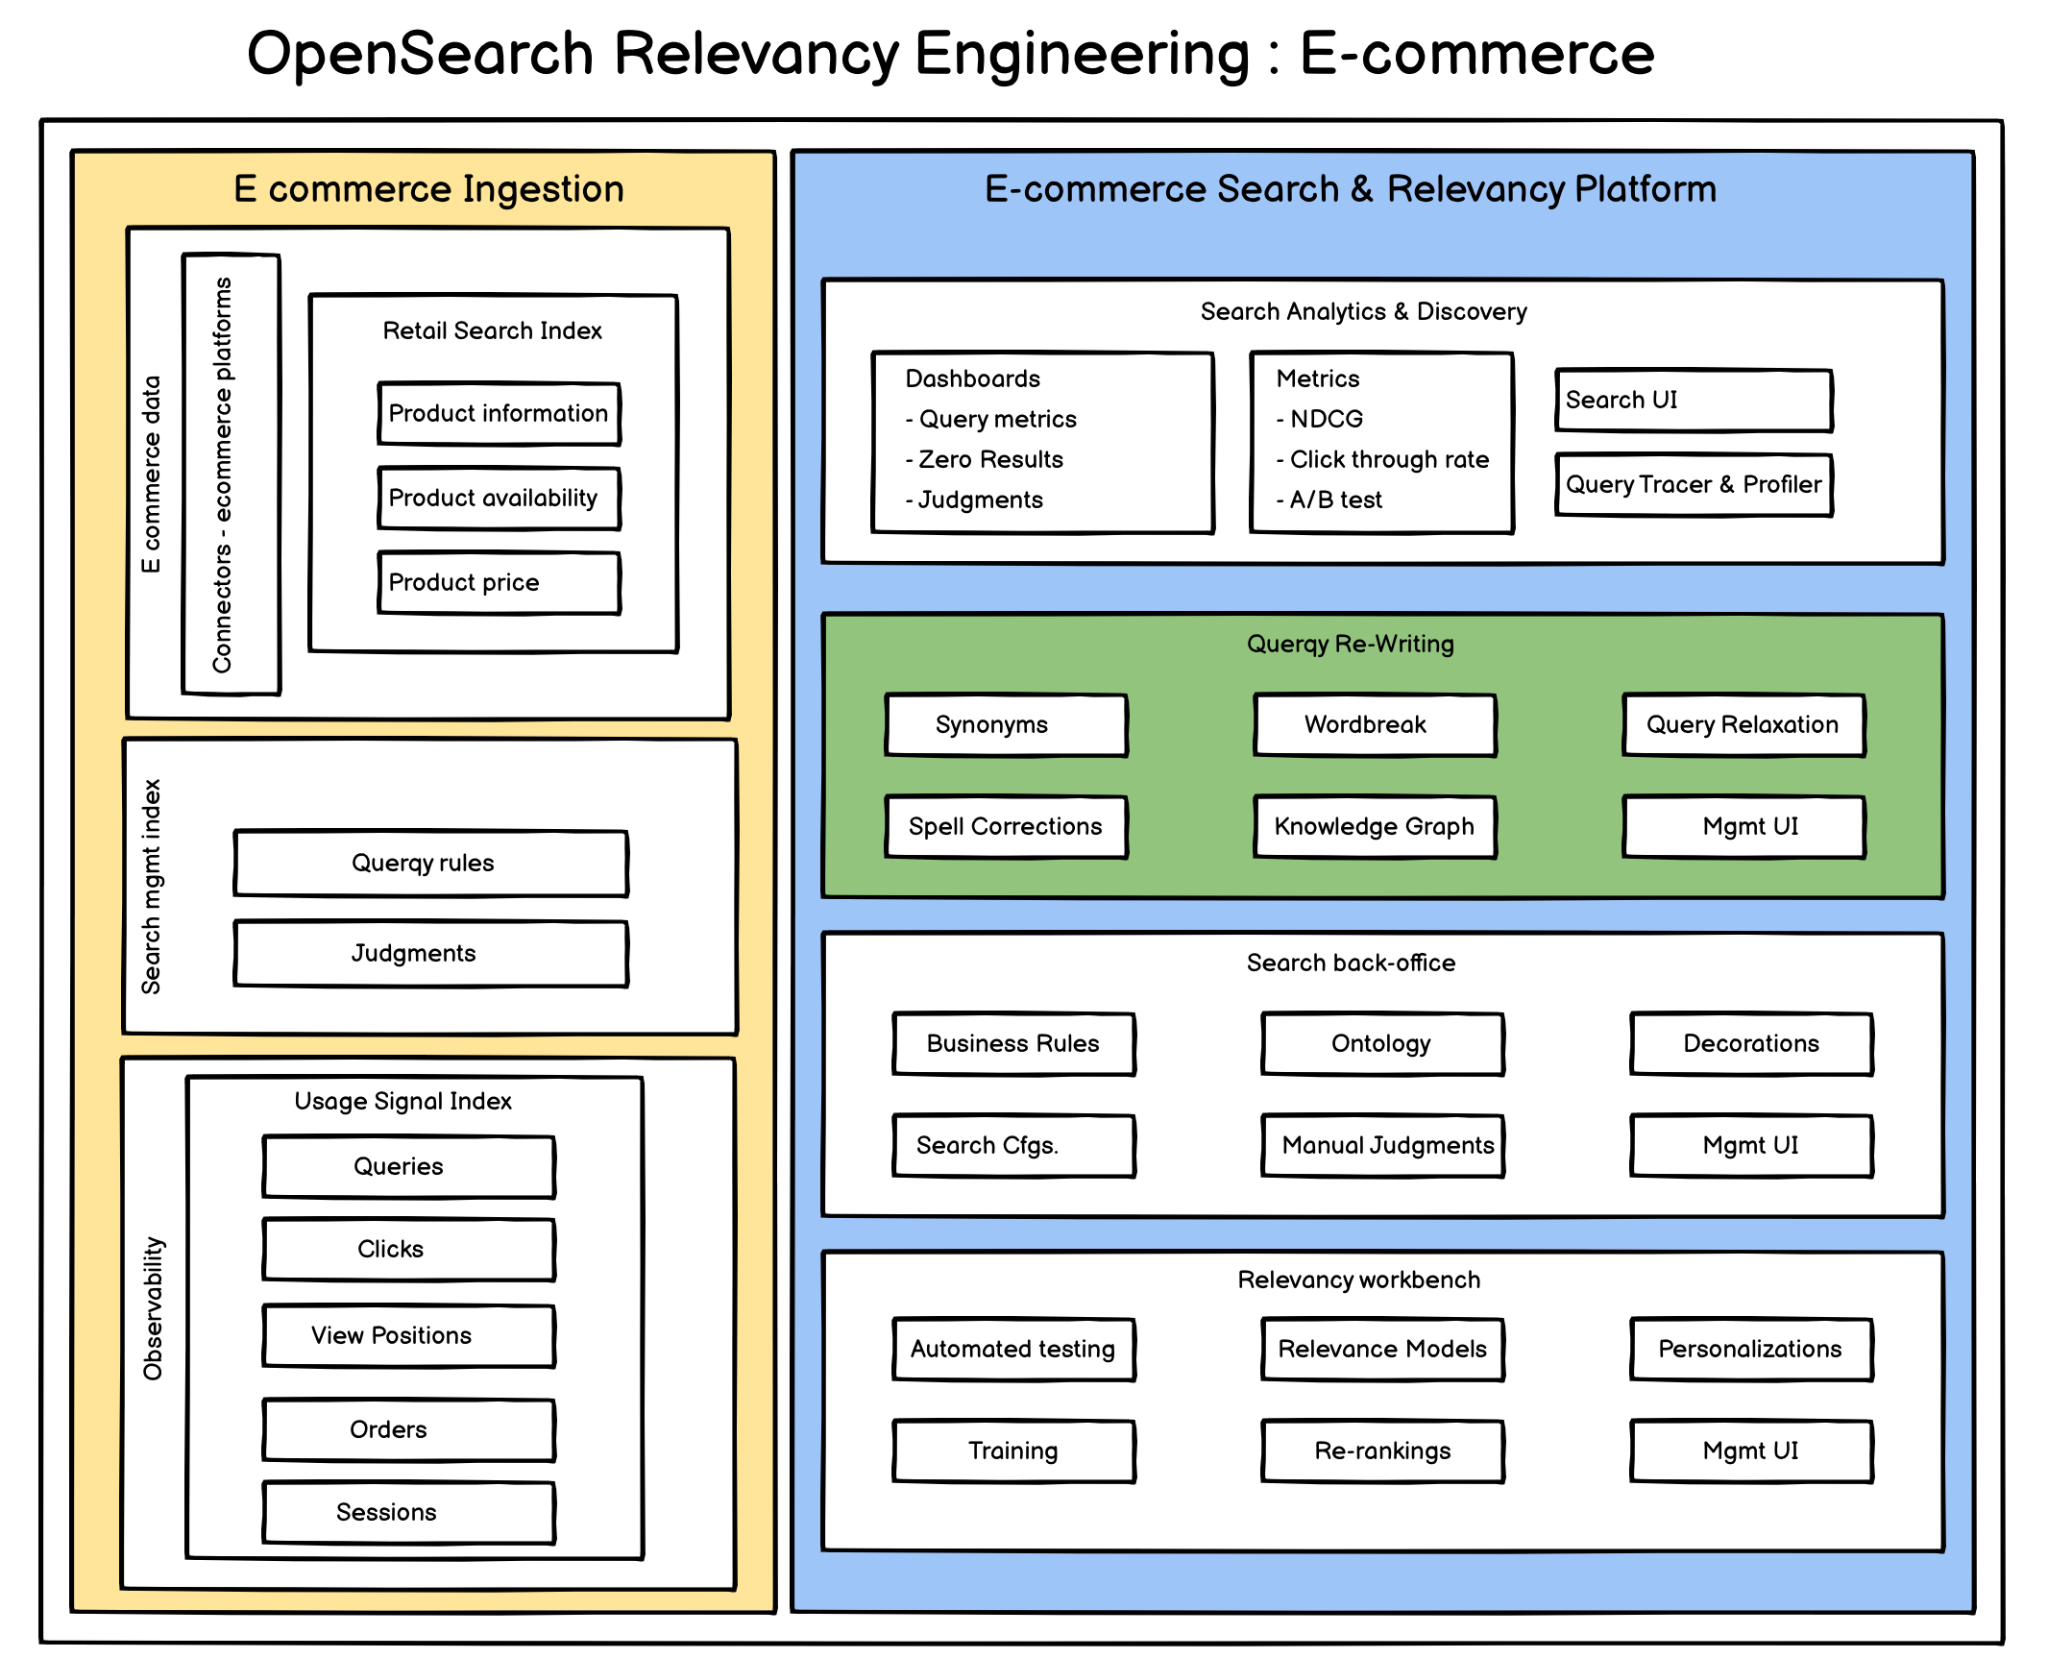 OpenSearch Relevancy Engineering : E-commerce
E commerce Ingestion
E commerce data
Connectors - ecommerce platforms
Retail Search Index
Product information
Product availability
Product price
Search mgmt index
Querqy rules
Judgments
Observability
Usage Signal Index
Queries
Clicks
View Positions
Orders
Sessions
E-commerce Search & Relevancy Platform
Search Analytics & Discovery
Dashboards
- Query metrics
- Zero Results
- Judgments
Metrics
- NDCG
- Click through rate
- A/B test
Search UI
Query Tracer & Profiler
Querqy Re-Writing
Synonyms
Wordbreak
Query Relaxation
Spell Corrections
Knowledge Graph
Mgmt UI
Search back-office
Business Rules
Ontology
Decorations
Search Cfgs.
Manual Judgments
Mgmt UI
Relevancy workbench
Automated testing
Relevance Models
Personalizations
Training
Re-rankings
Mgmt UI